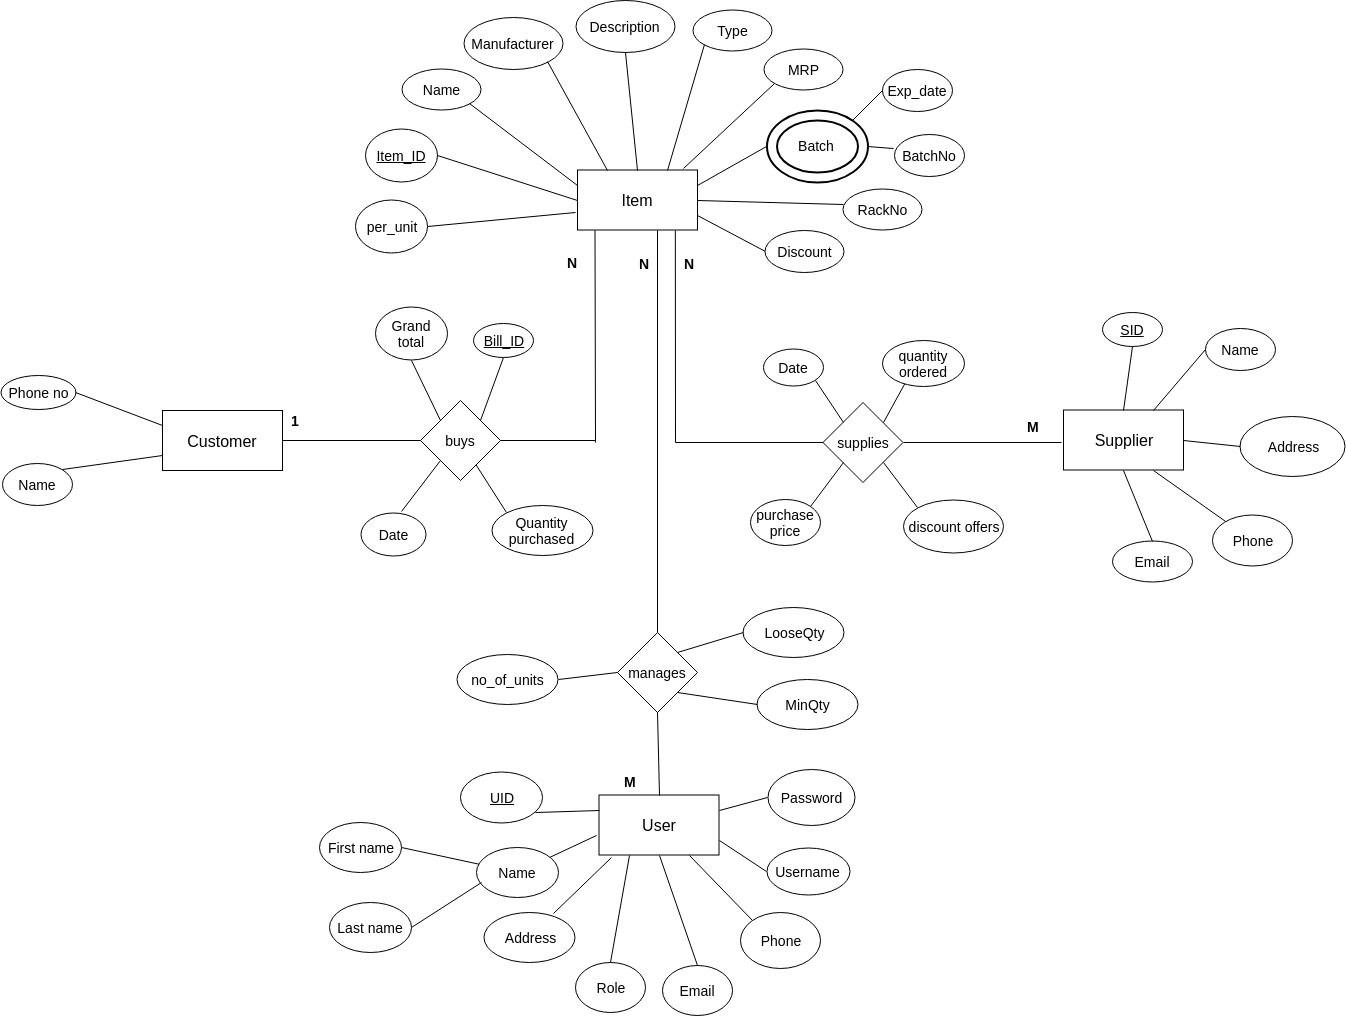 Description
Type
Manufacturer
MRP
Name
Exp_date
Batch
BatchNo
Item_ID
Item
RackNo
per_unit
Discount
N
N
N
Grand
total
Bill_ID
SID
Name
Date
quantity
ordered
Phone no
Customer
1
buys
supplies
M
Supplier
Address
Name
Date
Quantity
purchased
purchase
price
discount offers
Phone
Email
LooseQty
manages
no_of_units
MinQty
M
UID
User
Password
First name
Name
Username
Last name
Address
Phone
Role
Email